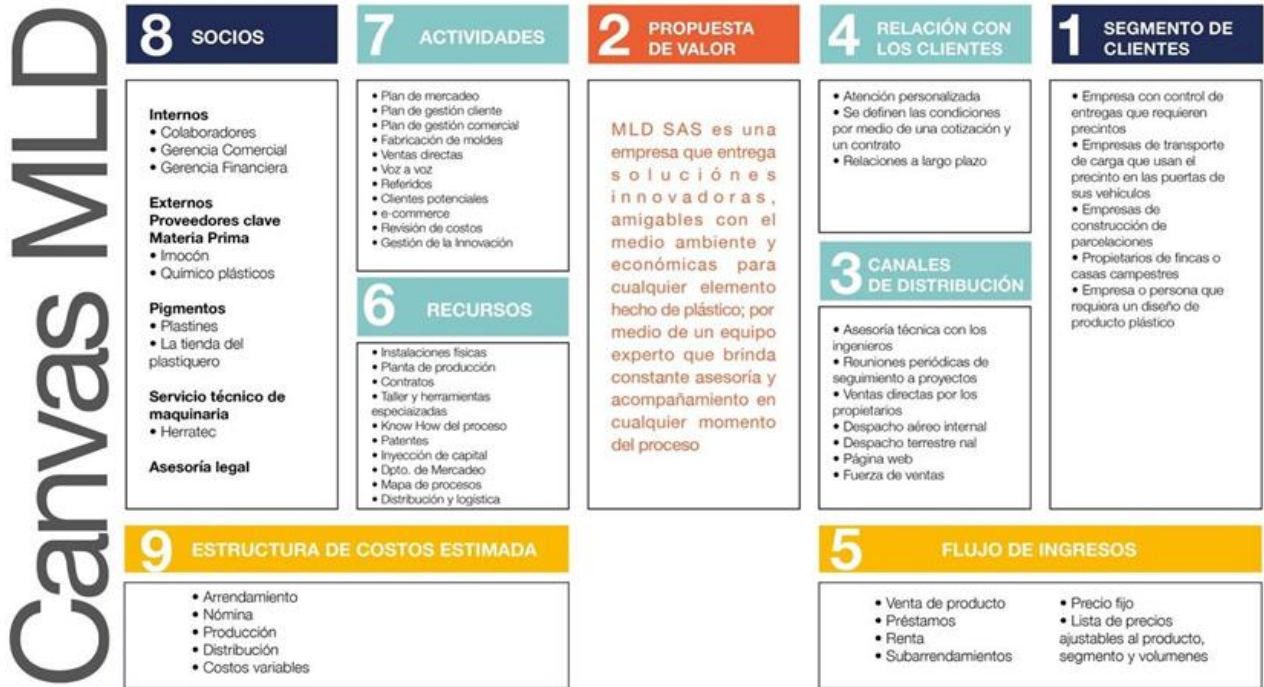 Canvas MLD
8 SOCIOS
Internos
• Colaboradores
• Gerencia Comercial
• Gerencia Financiera
Externos
Proveedores clave
Materia Prima
• Imocón
• Químico plásticos
Pigmentos
• Plastines
• La tienda del
plastiquero
Servicio técnico de
maquinaria
• Herratec
Asesoría legal
7 ACTIVIDADES
• Plan de mercadeo
• Plan de gestión cliente
• Plan de gestión comercial
• Fabricación de moldes
• Ventas directas
• Voz a voz
• Referidos
• Clientes potenciales
• e-commerce
• Revisión de costos
• Gestión de la Innovación
6 RECURSOS
• Instalaciones físicas
• Planta de producción
• Contratos
• Taller y herramientas
especiaizadas
• Know How del proceso
• Patentes
• Inyección de capital
• Dpto. de Mercadeo
• Mapa de procesos
• Distribución y logística
2 PROPUESTA
DE VALOR
MLD SAS es una
empresa que entrega
soluciónes
innovadoras,
amigables con el
medio ambiente y
económicas para
cualquier elemento
hecho de plástico; por
medio de un equipo
experto que brinda
constante asesoría y
acompañamiento en
cualquier momento
del proceso
4 RELACIÓN CON
LOS CLIENTES
• Atención personalizada
• Se definen las condiciones
por medio de una cotización y
un contrato
• Relaciones a largo plazo
3 CANALES
DE DISTRIBUCIÓN
• Asesoría técnica con los
ingenieros
• Reuniones periódicas de
seguimiento a proyectos
• Ventas directas por los
propietarios
• Despacho aéreo internal
• Despacho terrestre nal
• Página web
• Fuerza de ventas
1 SEGMENTO DE
CLIENTES
• Empresa con control de
entregas que requieren
precintos
• Empresas de transporte
de carga que usan el
precinto en las puertas de
sus vehículos
• Empresas de
construcción de
parcelaciones
• Propietarios de fincas o
casas campestres
• Empresa o persona que
requiera un diseño de
producto plástico
9 ESTRUCTURA DE COSTOS ESTIMADA
• Arrendamiento
• Nómina
• Producción
• Distribución
• Costos variables
5 FLUJO DE INGRESOS
• Venta de producto
• Préstamos
• Renta
• Subarrendamientos
• Precio fijo
• Lista de precios
ajustables al producto,
segmento y volumenes